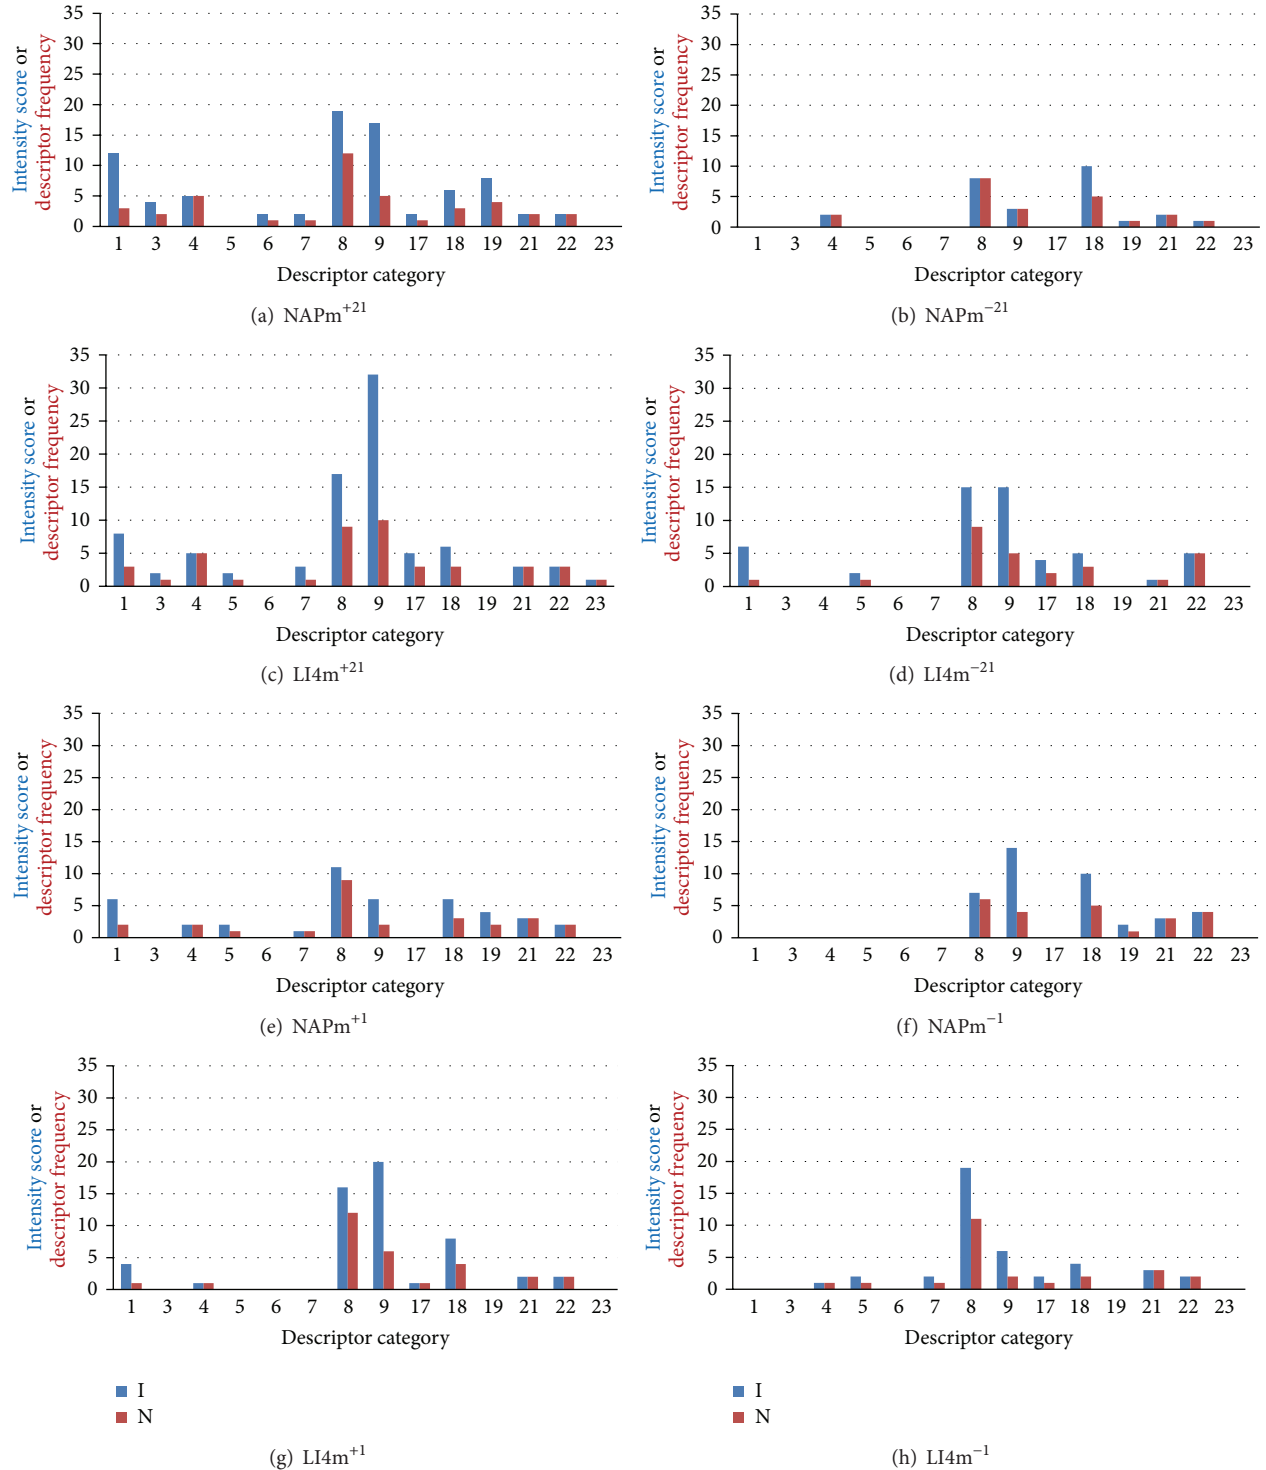 35
30
25
20
15
10
5
0
Intensity score or
descriptor frequency
1 3 4 5 6 7 8 9 17 18 19 21 22 23
Descriptor category
(a) NAPm+21
35
30
25
20
15
10
5
0
Intensity score or
descriptor frequency
1 3 4 5 6 7 8 9 17 18 19 21 22 23
Descriptor category
(b) NAPm−21
35
30
25
20
15
10
5
0
Intensity score or
descriptor frequency
1 3 4 5 6 7 8 9 17 18 19 21 22 23
Descriptor category
(c) LI4m+21
35
30
25
20
15
10
5
0
Intensity score or
descriptor frequency
1 3 4 5 6 7 8 9 17 18 19 21 22 23
Descriptor category
(d) LI4m−21
35
30
25
20
15
10
5
0
Intensity score or
descriptor frequency
1 3 4 5 6 7 8 9 17 18 19 21 22 23
Descriptor category
(e) NAPm+1
35
30
25
20
15
10
5
0
Intensity score or
descriptor frequency
1 3 4 5 6 7 8 9 17 18 19 21 22 23
Descriptor category
(f) NAPm−1
35
30
25
20
15
10
5
0
Intensity score or
descriptor frequency
1 3 4 5 6 7 8 9 17 18 19 21 22 23
Descriptor category
I
N
(g) LI4m+1
35
30
25
20
15
10
5
0
Intensity score or
descriptor frequency
1 3 4 5 6 7 8 9 17 18 19 21 22 23
Descriptor category
I
N
(h) LI4m−1